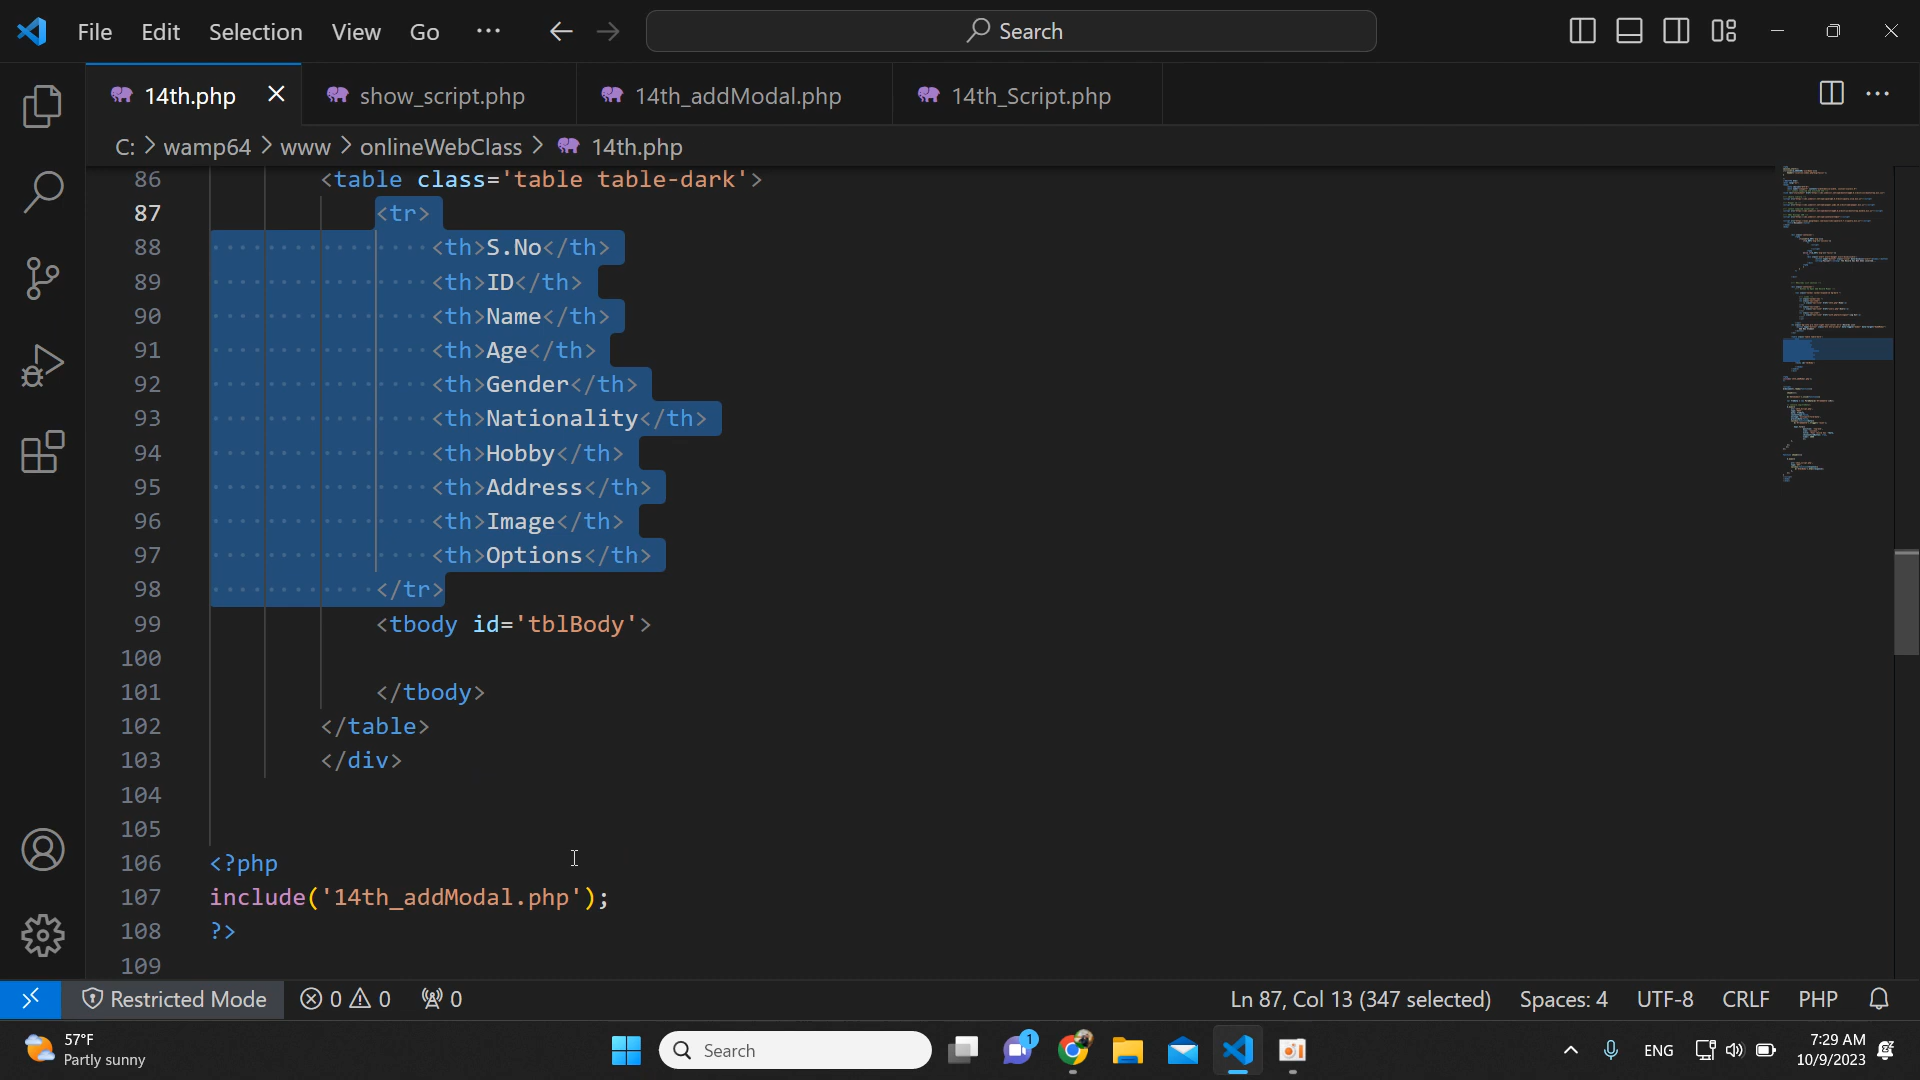 File Edit Selection View Go ··· Search
14th.php show_script.php 14th_addModal.php 14th_Script.php
C: > wamp64 > www > onlineWebClass > 14th.php
86 <table class='table table-dark'>
87 <tr>
88 <th>S.No</th>
89 <th>ID</th>
90 <th>Name</th>
91 <th>Age</th>
92 <th>Gender</th>
93 <th>Nationality</th>
94 <th>Hobby</th>
95 <th>Address</th>
96 <th>Image</th>
97 <th>Options</th>
98 </tr>
99 <tbody id='tblBody'>
100
101 </tbody>
102 </table>
103 </div>
104
105
106 <?php
107 include('14th_addModal.php');
108 ?>
109
Restricted Mode 0 0 0 Ln 87, Col 13 (347 selected) Spaces: 4 UTF-8 CRLF PHP
57°F
Partly sunny
Search
1
ENG
7:29 AM
10/9/2023